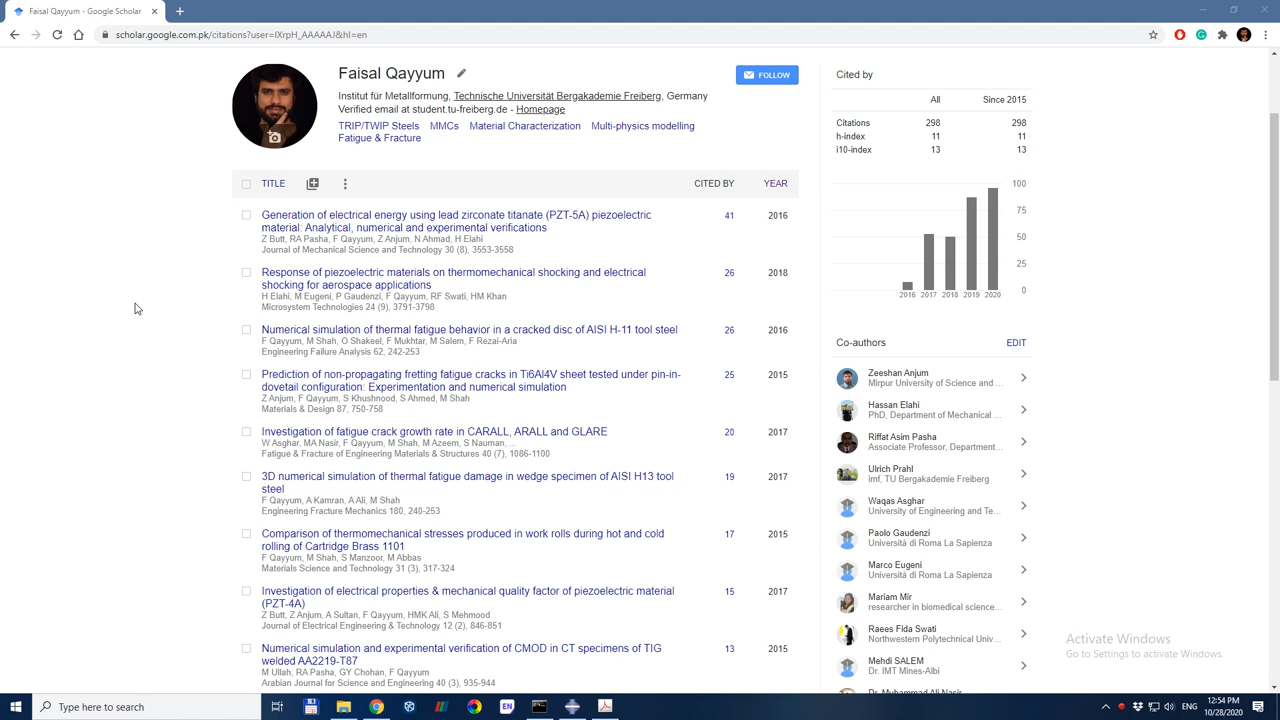 Faisal Qayyum - Google Scholar
scholar.google.com.pk/citations?user=IXrpH_AAAAAJ&hl=en
Faisal Qayyum
FOLLOW
Institut für Metallformung, Technische Universität Bergakademie Freiberg, Germany
Verified email at student.tu-freiberg.de - Homepage
TRIP/TWIP Steels MMCs Material Characterization Multi-physics modelling
Fatigue & Fracture
TITLE CITED BY YEAR
Generation of electrical energy using lead zirconate titanate (PZT-5A) piezoelectric 41 2016
material: Analytical, numerical and experimental verifications
Z Butt, RA Pasha, F Qayyum, Z Anjum, N Ahmad, H Elahi
Journal of Mechanical Science and Technology 30 (8), 3553-3558
Response of piezoelectric materials on thermomechanical shocking and electrical 26 2018
shocking for aerospace applications
H Elahi, M Eugeni, P Gaudenzi, F Qayyum, RF Swati, HM Khan
Microsystem Technologies 24 (9), 3791-3798
Numerical simulation of thermal fatigue behavior in a cracked disc of AISI H-11 tool steel 26 2016
F Qayyum, M Shah, O Shakeel, F Mukhtar, M Salem, F Rezai-Aria
Engineering Failure Analysis 62, 242-253
Prediction of non-propagating fretting fatigue cracks in Ti6Al4V sheet tested under pin-in- 25 2015
dovetail configuration: Experimentation and numerical simulation
Z Anjum, F Qayyum, S Khushnood, S Ahmed, M Shah
Materials & Design 87, 750-758
Investigation of fatigue crack growth rate in CARALL, ARALL and GLARE 20 2017
W Asghar, MA Nasir, F Qayyum, M Shah, M Azeem, S Nauman, ...
Fatigue & Fracture of Engineering Materials & Structures 40 (7), 1086-1100
3D numerical simulation of thermal fatigue damage in wedge specimen of AISI H13 tool 19 2017
steel
F Qayyum, A Kamran, A Ali, M Shah
Engineering Fracture Mechanics 180, 240-253
Comparison of thermomechanical stresses produced in work rolls during hot and cold 17 2015
rolling of Cartridge Brass 1101
F Qayyum, M Shah, S Manzoor, M Abbas
Materials Science and Technology 31 (3), 317-324
Investigation of electrical properties & mechanical quality factor of piezoelectric material 15 2017
(PZT-4A)
Z Butt, Z Anjum, A Sultan, F Qayyum, HMK Ali, S Mehmood
Journal of Electrical Engineering & Technology 12 (2), 846-851
Numerical simulation and experimental verification of CMOD in CT specimens of TIG 13 2015
welded AA2219-T87
M Ullah, RA Pasha, GY Chohan, F Qayyum
Arabian Journal for Science and Engineering 40 (3), 935-944
Cited by
All Since 2015
Citations 298 298
h-index 11 11
i10-index 13 13
100
75
50
25
0
2016 2017 2018 2019 2020
Co-authors EDIT
Zeeshan Anjum
Mirpur University of Science and ...
Hassan Elahi
PhD, Department of Mechanical ...
Riffat Asim Pasha
Associate Professor, Department...
Ulrich Prahl
imf, TU Bergakademie Freiberg
Waqas Asghar
University of Engineering and Te...
Paolo Gaudenzi
Università di Roma La Sapienza
Marco Eugeni
Università di Roma La Sapienza
Mariam Mir
researcher in biomedical science...
Raees Fida Swati
Northwestern Polytechnical Univ...
Mehdi SALEM
Dr. IMT Mines-Albi
Activate Windows
Go to Settings to activate Windows.
Type here to search
EN
ENG
12:54 PM
10/28/2020